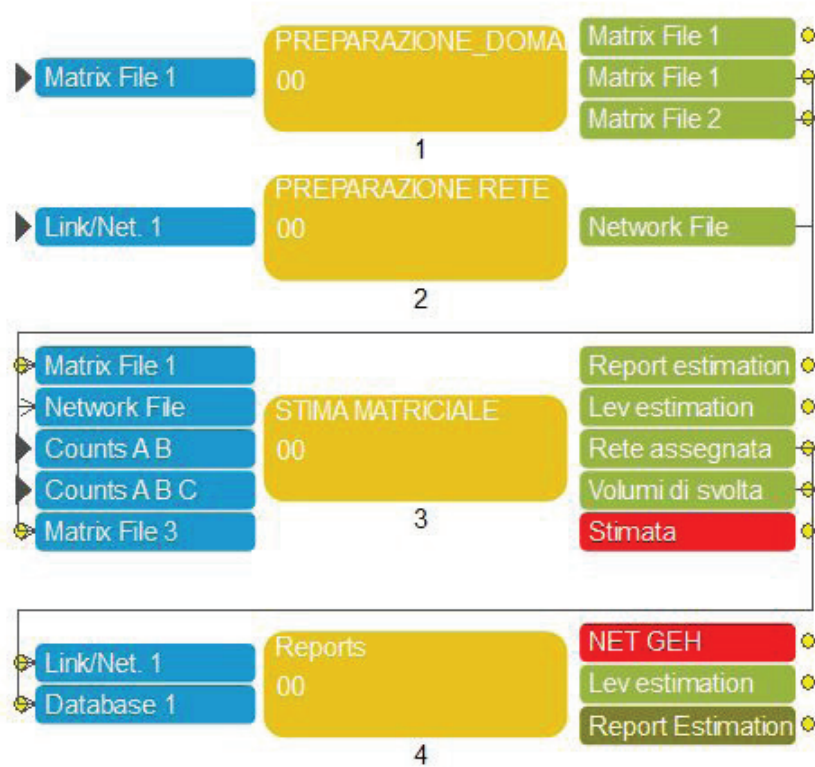 PREPARAZIONE_DOMA
Matrix File 1
Matrix File 1
00
Matrix File 1
Matrix File 2
1
PREPARAZIONE RETE
Link/Net. 1
00
Network File
2
Matrix File 1
Report estimation
Network File
STIMA MATRICIALE
Lev estimation
Counts A B
00
Rete assegnata
Counts A B C
Volumi di svolta
Matrix File 3
3
Stimata
Reports
NET GEH
Link/Net. 1
00
Lev estimation
Database 1
Report Estimation
4